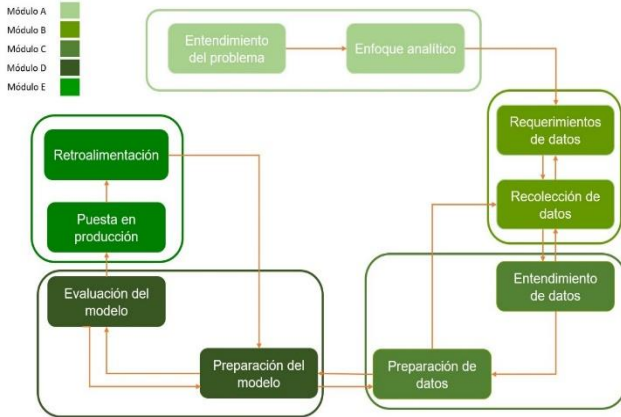 Módulo A
Módulo B
Módulo C
Módulo D
Módulo E
Entendimiento
del problema
Enfoque analítico
Requerimientos
de datos
Recolección de
datos
Entendimiento
de datos
Preparación de
datos
Preparación del
modelo
Evaluación del
modelo
Puesta en
producción
Retroalimentación